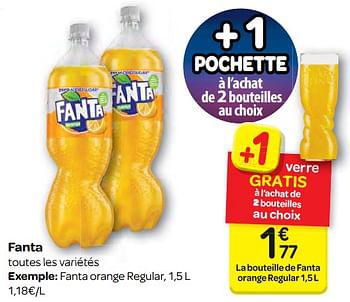 +1
POCHETTE
à l'achat
de 2 bouteilles
au choix
FANTA
FANTA
+1
verre
GRATIS
à l'achat de
2 bouteilles
au choix
1
77
La bouteille de Fanta
orange Regular 1,5 L
Fanta
toutes les variétés
Exemple: Fanta orange Regular, 1,5 L
1,18€/L